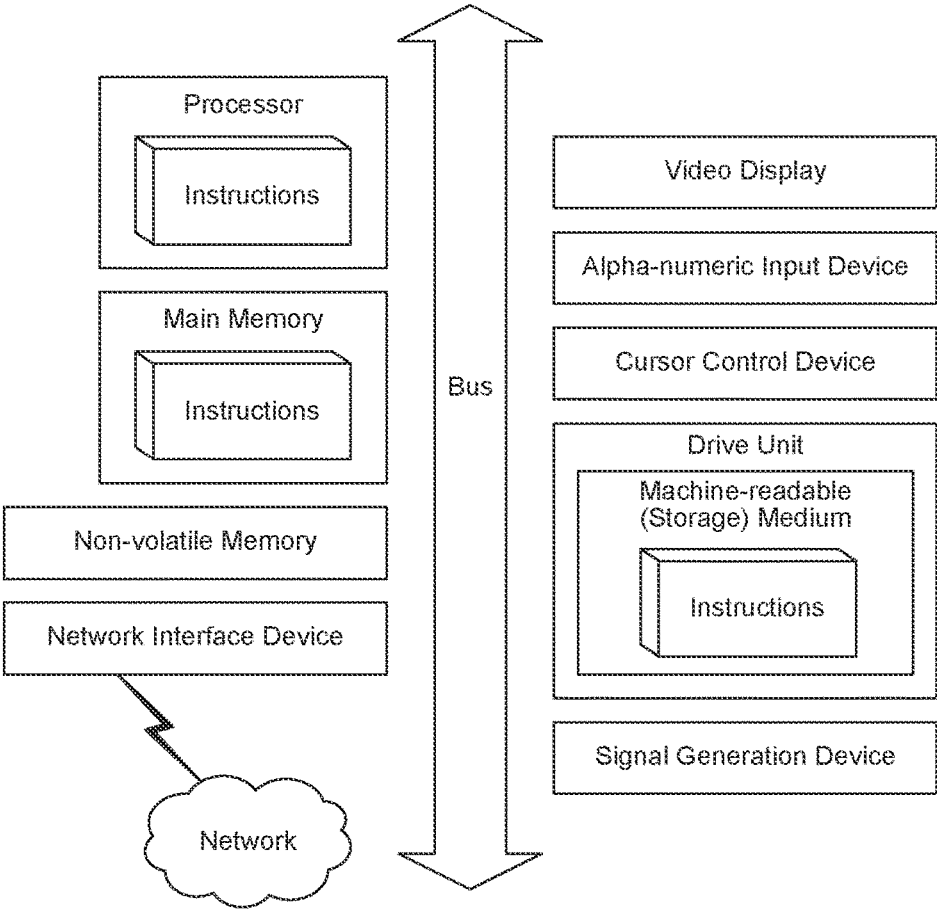 Processor
Instructions
Main Memory
Instructions
Non-volatile Memory
Network Interface Device
Network
Bus
Video Display
Alpha-numeric Input Device
Cursor Control Device
Drive Unit
Machine-readable
(Storage) Medium
Instructions
Signal Generation Device